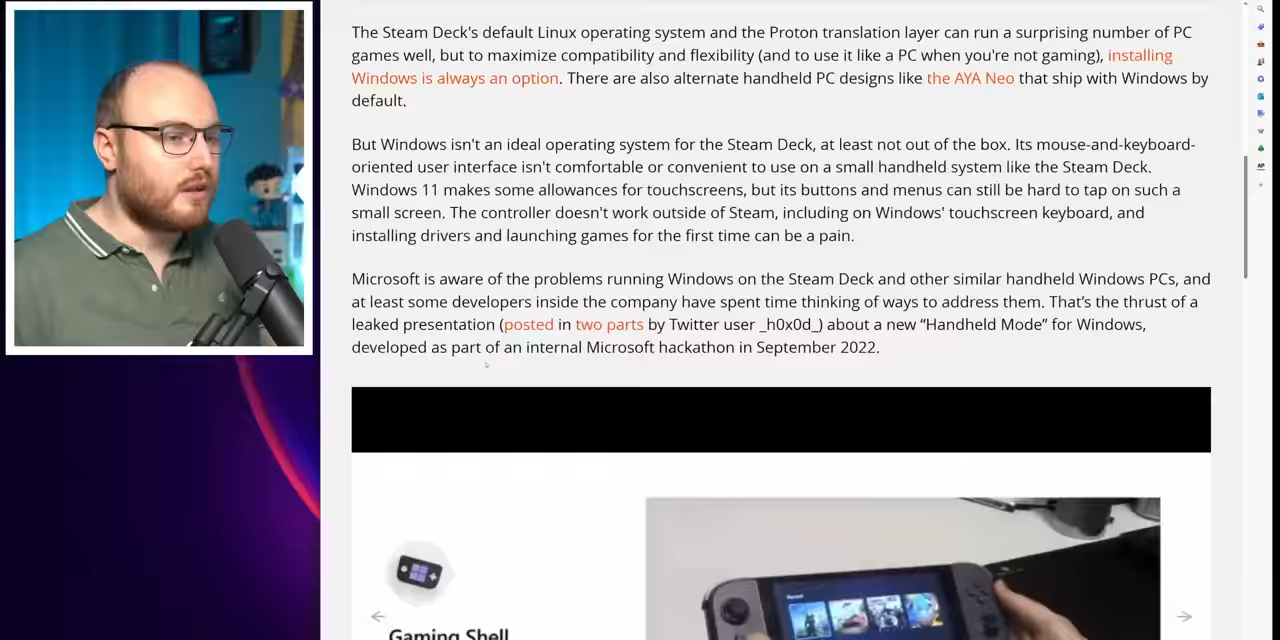 The Steam Deck's default Linux operating system and the Proton translation layer can run a surprising number of PC
games well, but to maximize compatibility and flexibility (and to use it like a PC when you're not gaming), installing
Windows is always an option. There are also alternate handheld PC designs like the AYA Neo that ship with Windows by
default.
But Windows isn't an ideal operating system for the Steam Deck, at least not out of the box. Its mouse-and-keyboard-
oriented user interface isn't comfortable or convenient to use on a small handheld system like the Steam Deck.
Windows 11 makes some allowances for touchscreens, but its buttons and menus can still be hard to tap on such a
small screen. The controller doesn't work outside of Steam, including on Windows' touchscreen keyboard, and
installing drivers and launching games for the first time can be a pain.
Microsoft is aware of the problems running Windows on the Steam Deck and other similar handheld Windows PCs, and
at least some developers inside the company have spent time thinking of ways to address them. That’s the thrust of a
leaked presentation (posted in two parts by Twitter user _h0x0d_) about a new “Handheld Mode” for Windows,
developed as part of an internal Microsoft hackathon in September 2022.
Gaming Shell